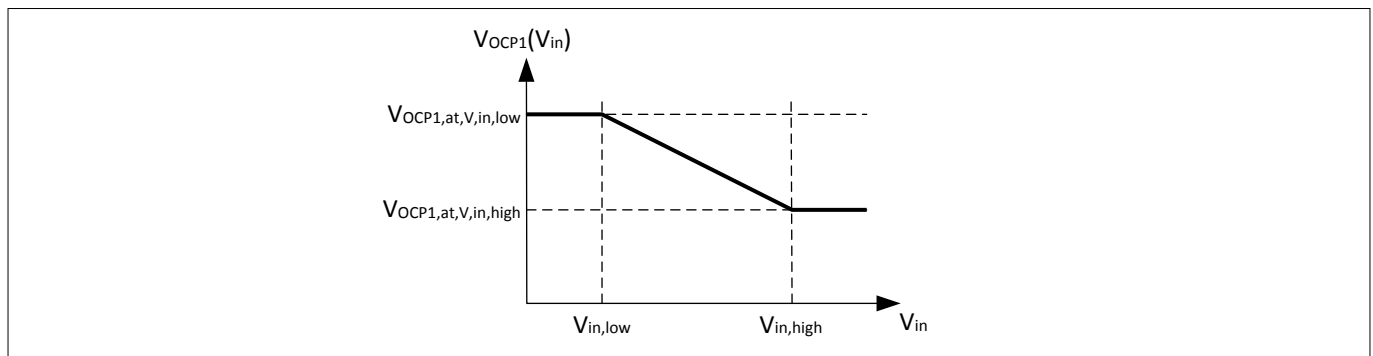 VOCP1(Vin)
VOCP1,at,V,in,low
VOCP1,at,V,in,high
Vin,low
Vin,high
Vin